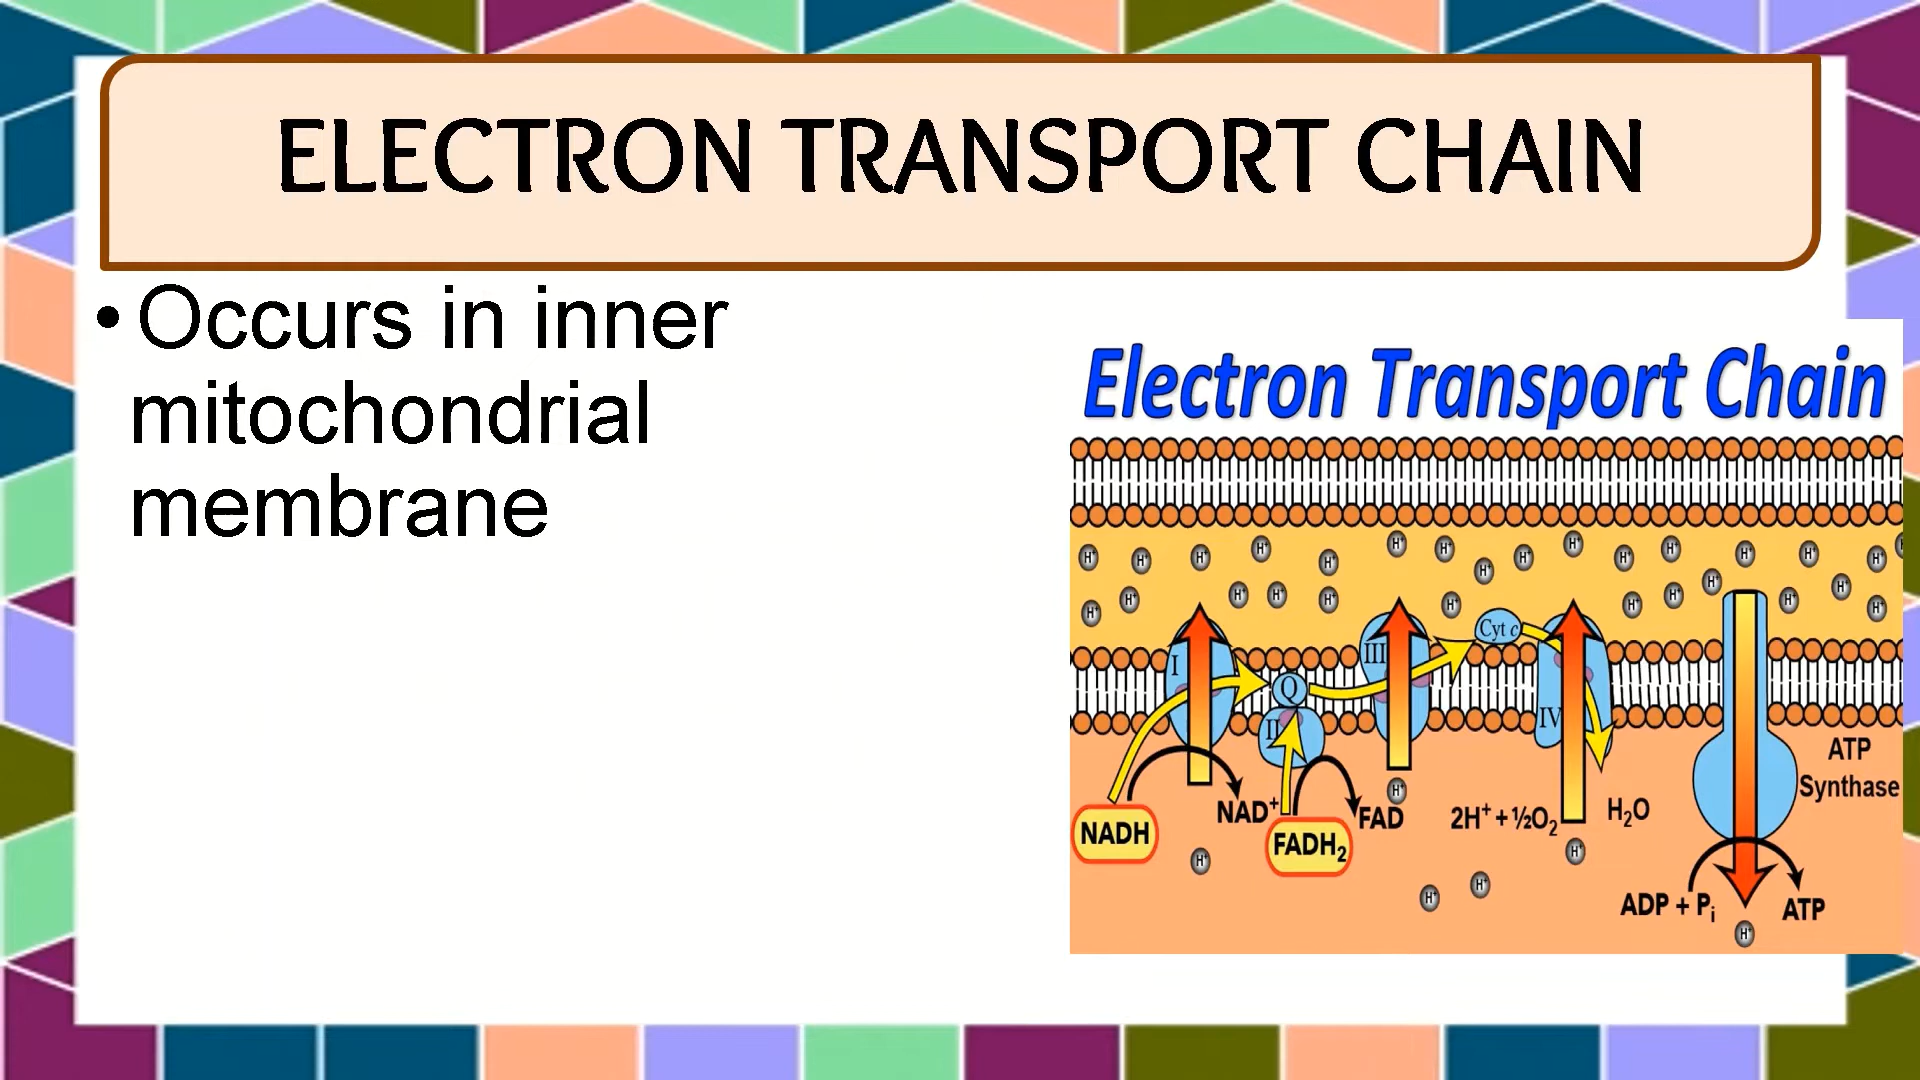 ELECTRON TRANSPORT CHAIN
• Occurs in inner
mitochondrial
membrane
Electron Transport Chain
H⁺ H⁺ H⁺ H⁺ H⁺ H⁺ H⁺ H⁺ H⁺ H⁺ H⁺ H⁺ H⁺ H⁺ H⁺
H⁺ H⁺ H⁺ H⁺ H⁺ H⁺ H⁺ H⁺ H⁺ H⁺ H⁺ H⁺ H⁺
I
Q
II
III
Cyt c
IV
ATP
Synthase
NADH
NAD⁺
FADH₂
FAD
H⁺
2H⁺ + ½O₂
H₂O
H⁺
H⁺
H⁺
H⁺
ADP + Pᵢ
ATP
H⁺